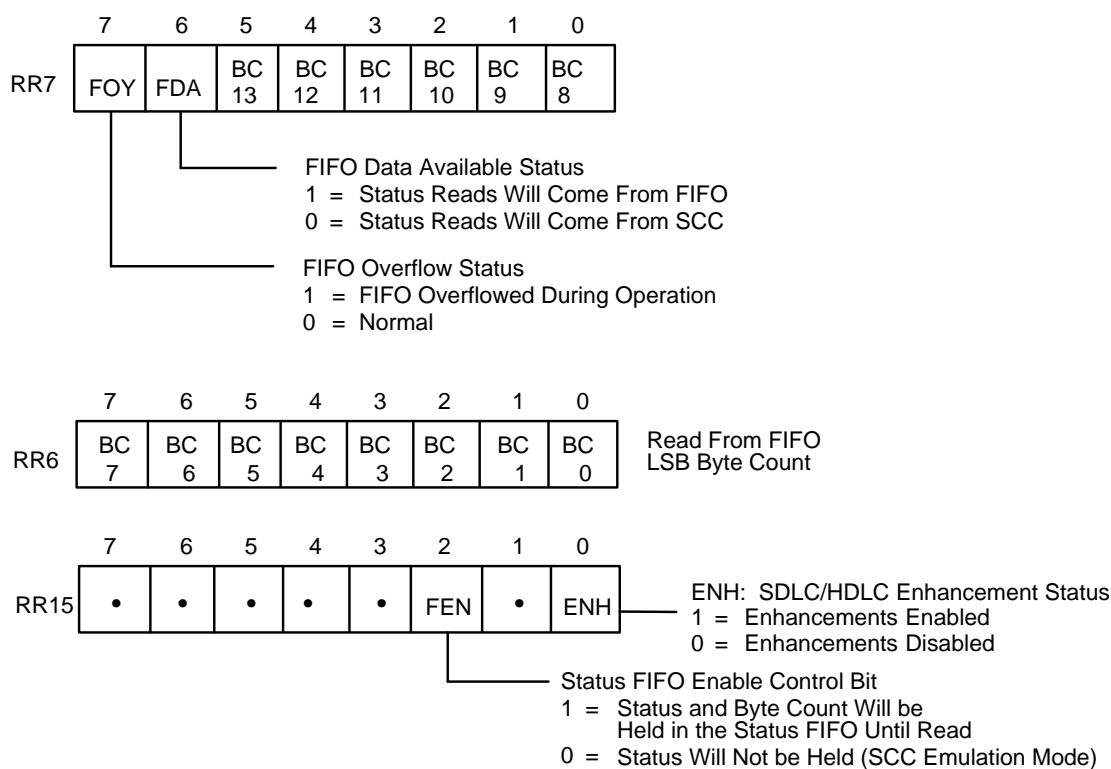 7 6 5 4 3 2 1 0
RR7 FOY FDA BC 13 BC 12 BC 11 BC 10 BC 9 BC 8
FIFO Data Available Status
1 = Status Reads Will Come From FIFO
0 = Status Reads Will Come From SCC
FIFO Overflow Status
1 = FIFO Overflowed During Operation
0 = Normal
7 6 5 4 3 2 1 0
RR6 BC 7 BC 6 BC 5 BC 4 BC 3 BC 2 BC 1 BC 0
Read From FIFO
LSB Byte Count
7 6 5 4 3 2 1 0
RR15 • • • • • FEN • ENH
ENH: SDLC/HDLC Enhancement Status
1 = Enhancements Enabled
0 = Enhancements Disabled
Status FIFO Enable Control Bit
1 = Status and Byte Count Will be
Held in the Status FIFO Until Read
0 = Status Will Not be Held (SCC Emulation Mode)